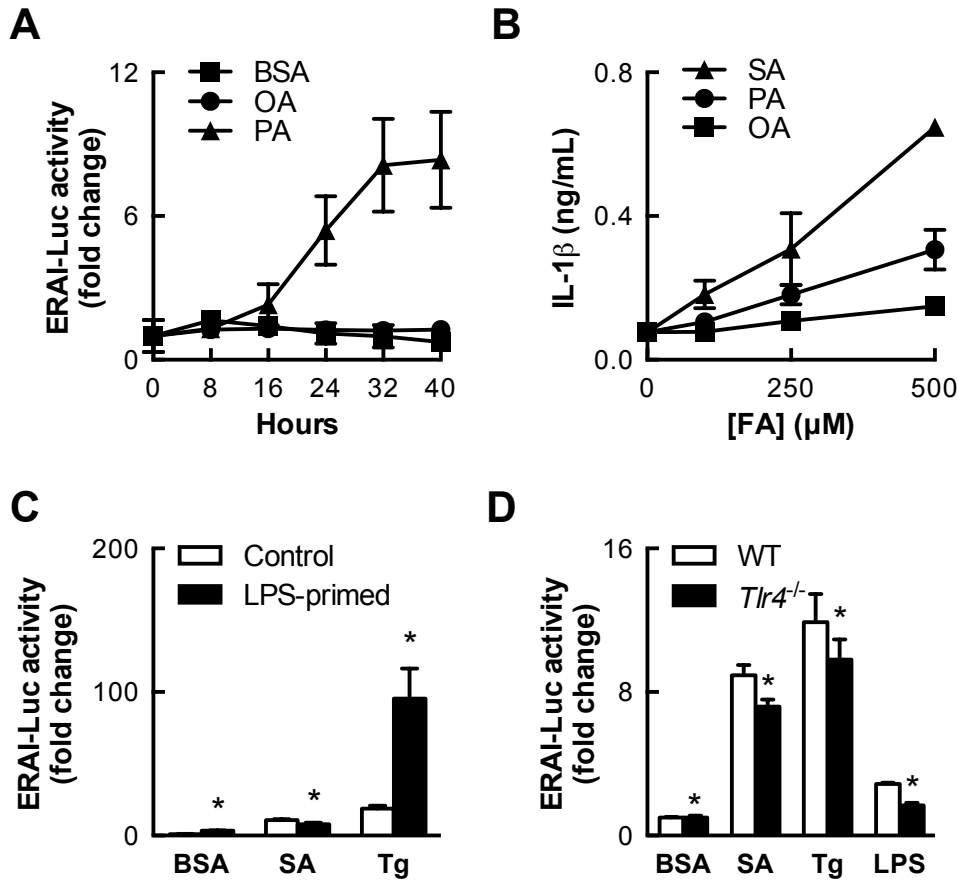 A
ERAI-Luc activity
(fold change)
12
6
0
BSA
OA
PA
0 8 16 24 32 40
Hours
B
IL-1β (ng/mL)
0.8
0.4
0.0
SA
PA
OA
0 250 500
[FA] (µM)
C
ERAI-Luc activity
(fold change)
200
100
0
Control
LPS-primed
* * *
BSA SA Tg
D
ERAI-Luc activity
(fold change)
16
8
0
WT
Tlr4-/-
* * * *
BSA SA Tg LPS